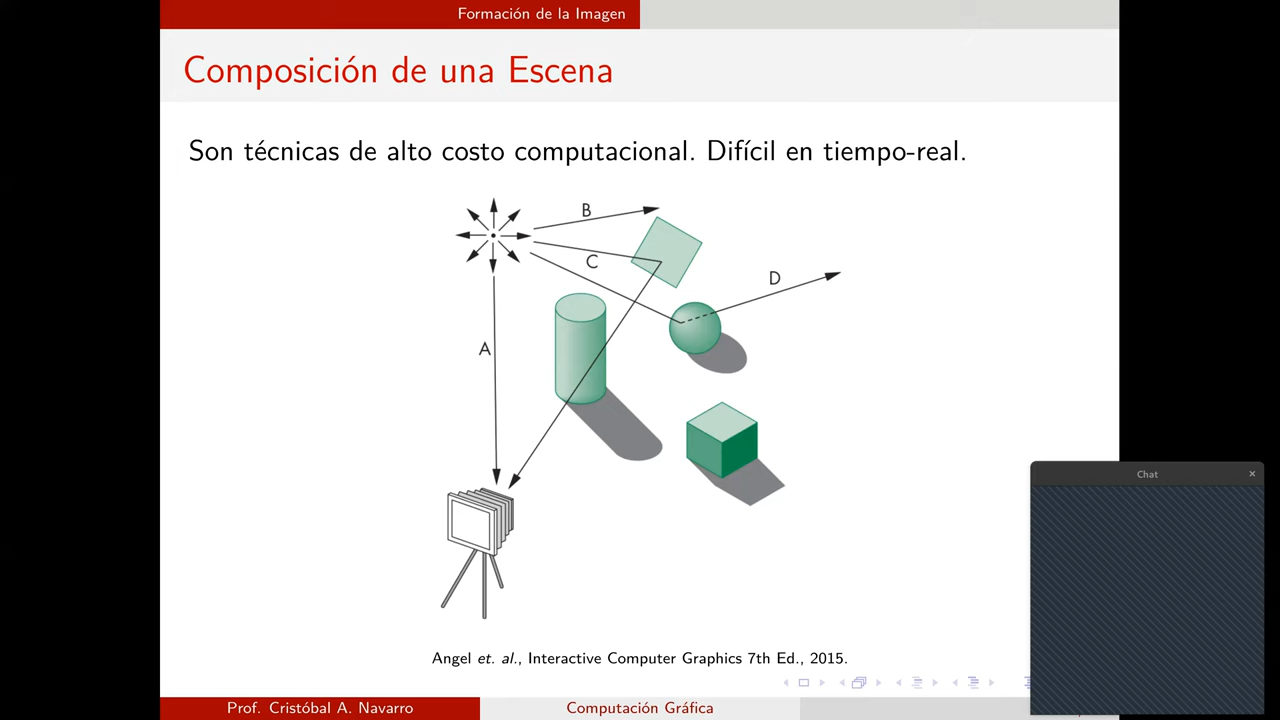 Formación de la Imagen
Composición de una Escena
Son técnicas de alto costo computacional. Difícil en tiempo-real.
B
C
D
A
Chat
Angel et. al., Interactive Computer Graphics 7th Ed., 2015.
Prof. Cristóbal A. Navarro
Computación Gráfica